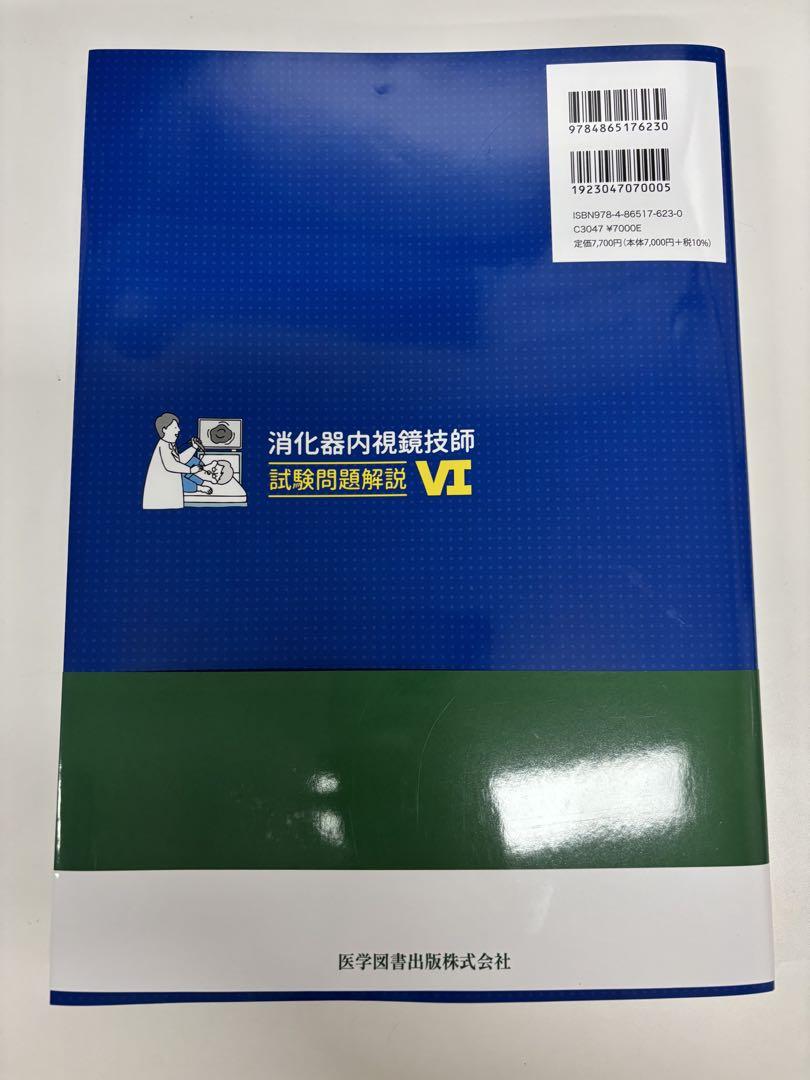 9784865176230
1923047070005
ISBN978-4-86517-623-0
C3047 ¥7000E
定価7,700円(本体7,000円+税10%)
消化器内視鏡技師
試験問題解説 VI
医学図書出版株式会社